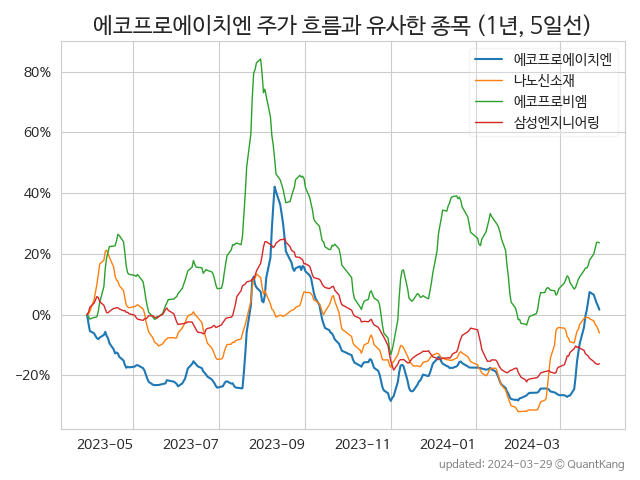 에코프로에이치엔 주가 흐름과 유사한 종목 (1년, 5일선)
에코프로에이치엔
나노신소재
에코프로비엠
삼성엔지니어링
80%
60%
40%
20%
0%
−20%
2023−05 2023−07 2023−09 2023−11 2024−01 2024−03
updated: 2024-03-29 © QuantKang